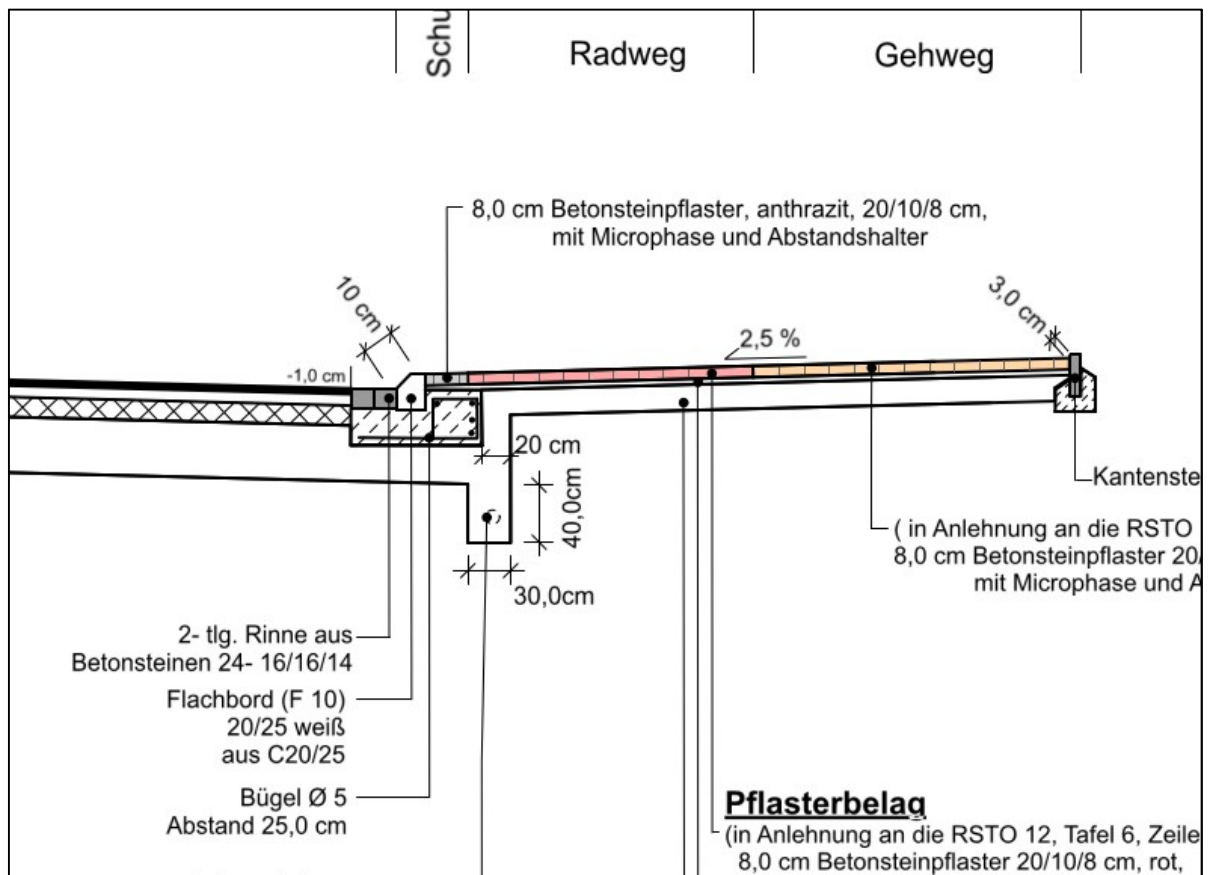 Schu
Radweg
Gehweg
8,0 cm Betonsteinpflaster, anthrazit, 20/10/8 cm,
mit Microphase und Abstandshalter
10 cm
3,0 cm
2,5 %
-1,0 cm
20 cm
40,0cm
30,0cm
Kantenste
( in Anlehnung an die RSTO
8,0 cm Betonsteinpflaster 20/
mit Microphase und A
2- tlg. Rinne aus
Betonsteinen 24- 16/16/14
Flachbord (F 10)
20/25 weiß
aus C20/25
Bügel Ø 5
Abstand 25,0 cm
Pflasterbelag
(in Anlehnung an die RSTO 12, Tafel 6, Zeile
8,0 cm Betonsteinpflaster 20/10/8 cm, rot,